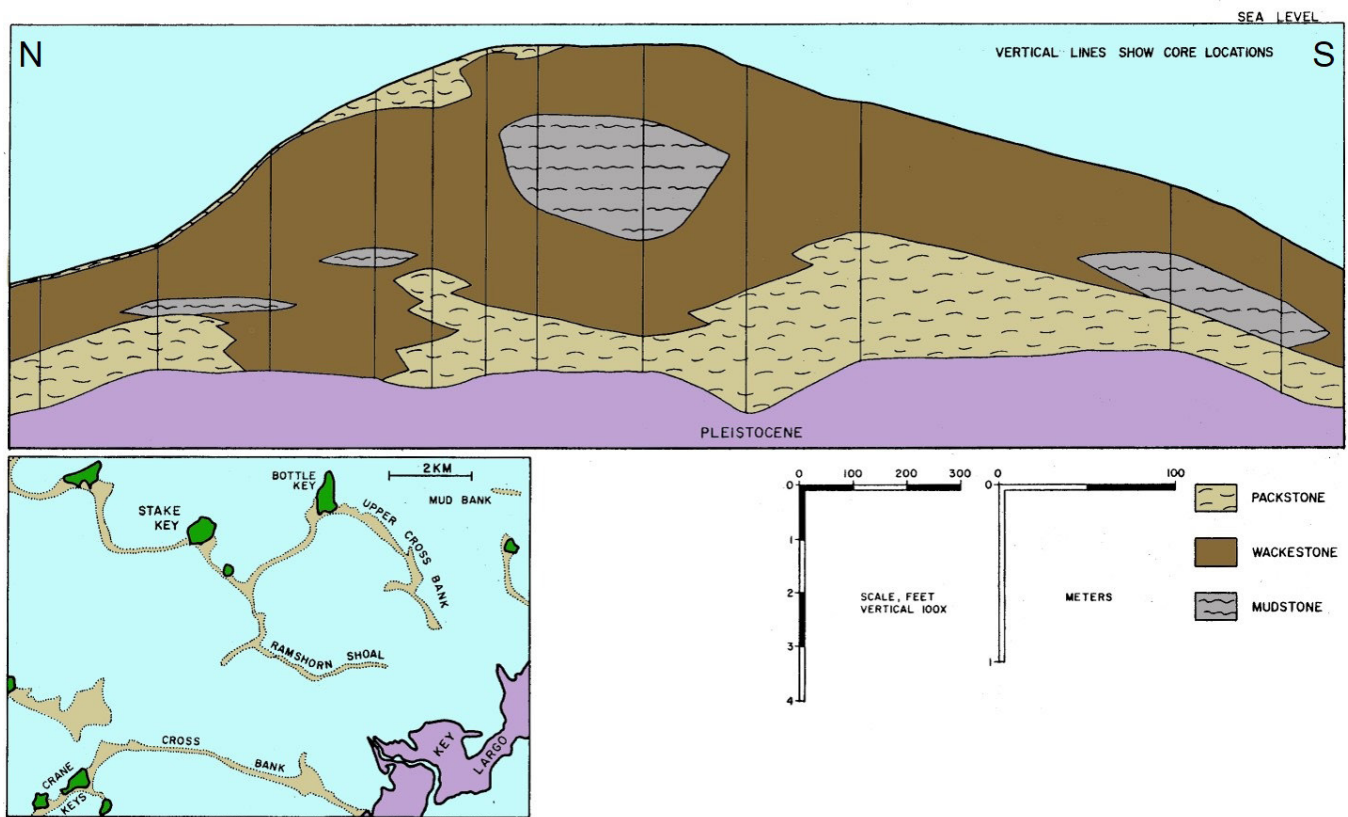 SEA LEVEL
N
VERTICAL LINES SHOW CORE LOCATIONS
S
PLEISTOCENE
2 KM
BOTTLE
KEY
MUD BANK
STAKE
KEY
UPPER CROSS BANK
RAMSHORN SHOAL
CROSS BANK
KEY
LARGO
CRANE
KEYS
0 100 200 300
0
1
2
3
4
SCALE, FEET
VERTICAL 100X
0 100
METERS
1
PACKSTONE
WACKESTONE
MUDSTONE